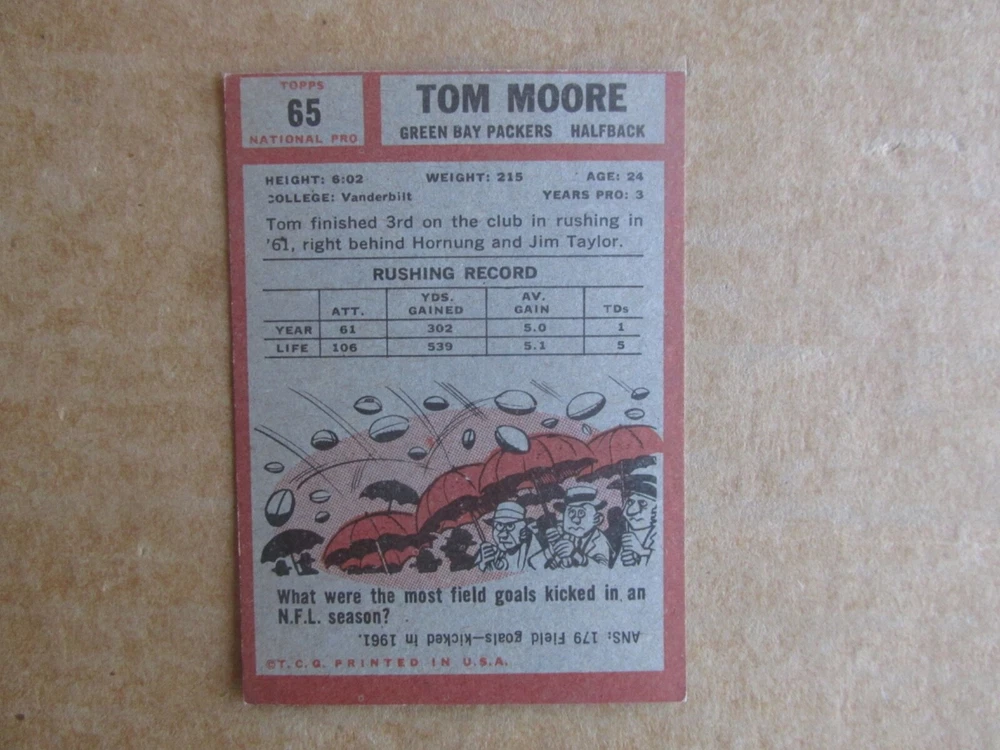 TOPPS
65
NATIONAL PRO
TOM MOORE
GREEN BAY PACKERS HALFBACK
HEIGHT: 6:02 WEIGHT: 215 AGE: 24
COLLEGE: Vanderbilt YEARS PRO: 3
Tom finished 3rd on the club in rushing in
'61, right behind Hornung and Jim Taylor.
RUSHING RECORD
ATT. YDS. GAINED AV. GAIN TDs
YEAR 61 302 5.0 1
LIFE 106 539 5.1 5
What were the most field goals kicked in an
N.F.L. season?
ANS: 179 Field goals—kicked in 1961.
©T.C.G. PRINTED IN U.S.A.